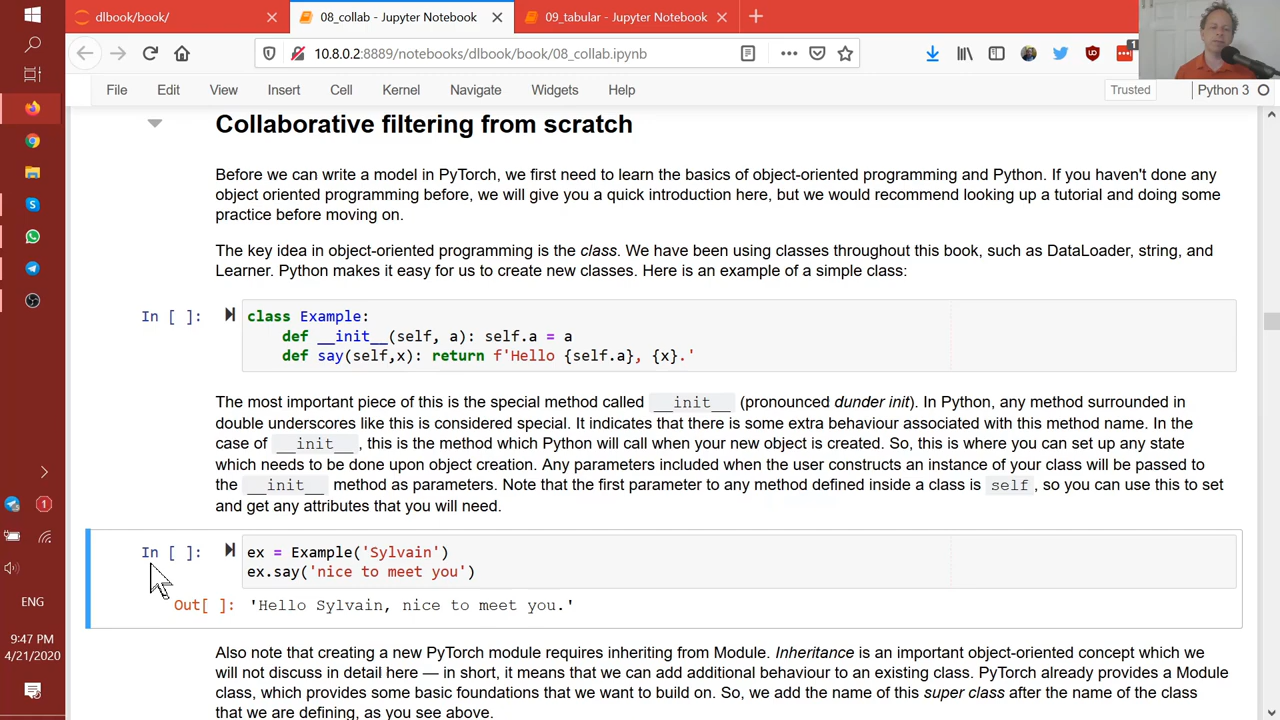 dlbook/book/
08_collab - Jupyter Notebook
09_tabular - Jupyter Notebook
10.8.0.2:8889/notebooks/dlbook/book/08_collab.ipynb
1
File Edit View Insert Cell Kernel Navigate Widgets Help
Trusted
Python 3
Collaborative filtering from scratch
Before we can write a model in PyTorch, we first need to learn the basics of object-oriented programming and Python. If you haven't done any
object oriented programming before, we will give you a quick introduction here, but we would recommend looking up a tutorial and doing some
practice before moving on.
The key idea in object-oriented programming is the class. We have been using classes throughout this book, such as DataLoader, string, and
Learner. Python makes it easy for us to create new classes. Here is an example of a simple class:
In [ ]:
class Example:
def __init__(self, a): self.a = a
def say(self,x): return f'Hello {self.a}, {x}.'
The most important piece of this is the special method called __init__ (pronounced dunder init). In Python, any method surrounded in
double underscores like this is considered special. It indicates that there is some extra behaviour associated with this method name. In the
case of __init__, this is the method which Python will call when your new object is created. So, this is where you can set up any state
which needs to be done upon object creation. Any parameters included when the user constructs an instance of your class will be passed to
the __init__ method as parameters. Note that the first parameter to any method defined inside a class is self, so you can use this to set
and get any attributes that you will need.
In [ ]:
ex = Example('Sylvain')
ex.say('nice to meet you')
Out[ ]: 'Hello Sylvain, nice to meet you.'
Also note that creating a new PyTorch module requires inheriting from Module. Inheritance is an important object-oriented concept which we
will not discuss in detail here — in short, it means that we can add additional behaviour to an existing class. PyTorch already provides a Module
class, which provides some basic foundations that we want to build on. So, we add the name of this super class after the name of the class
that we are defining, as you see above.
1
ENG
9:47 PM
4/21/2020